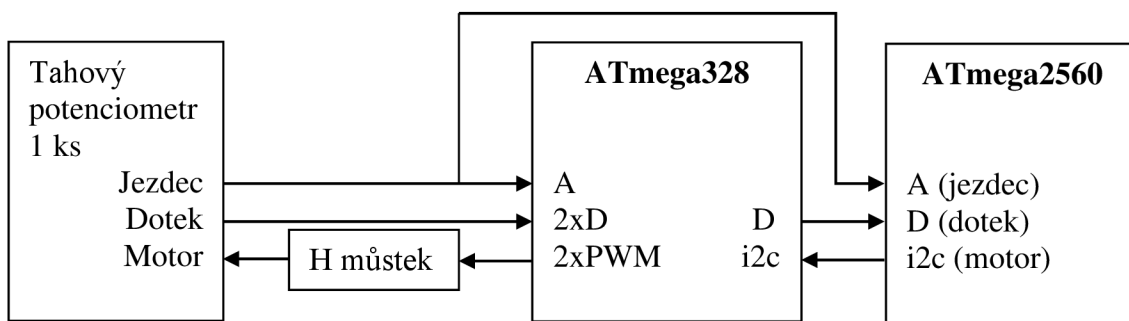 Tahový
potenciometr
1 ks
Jezdec
Dotek
Motor
H můstek
ATmega328
A
2xD
D
2xPWM
i2c
ATmega2560
A (jezdec)
D (dotek)
i2c (motor)